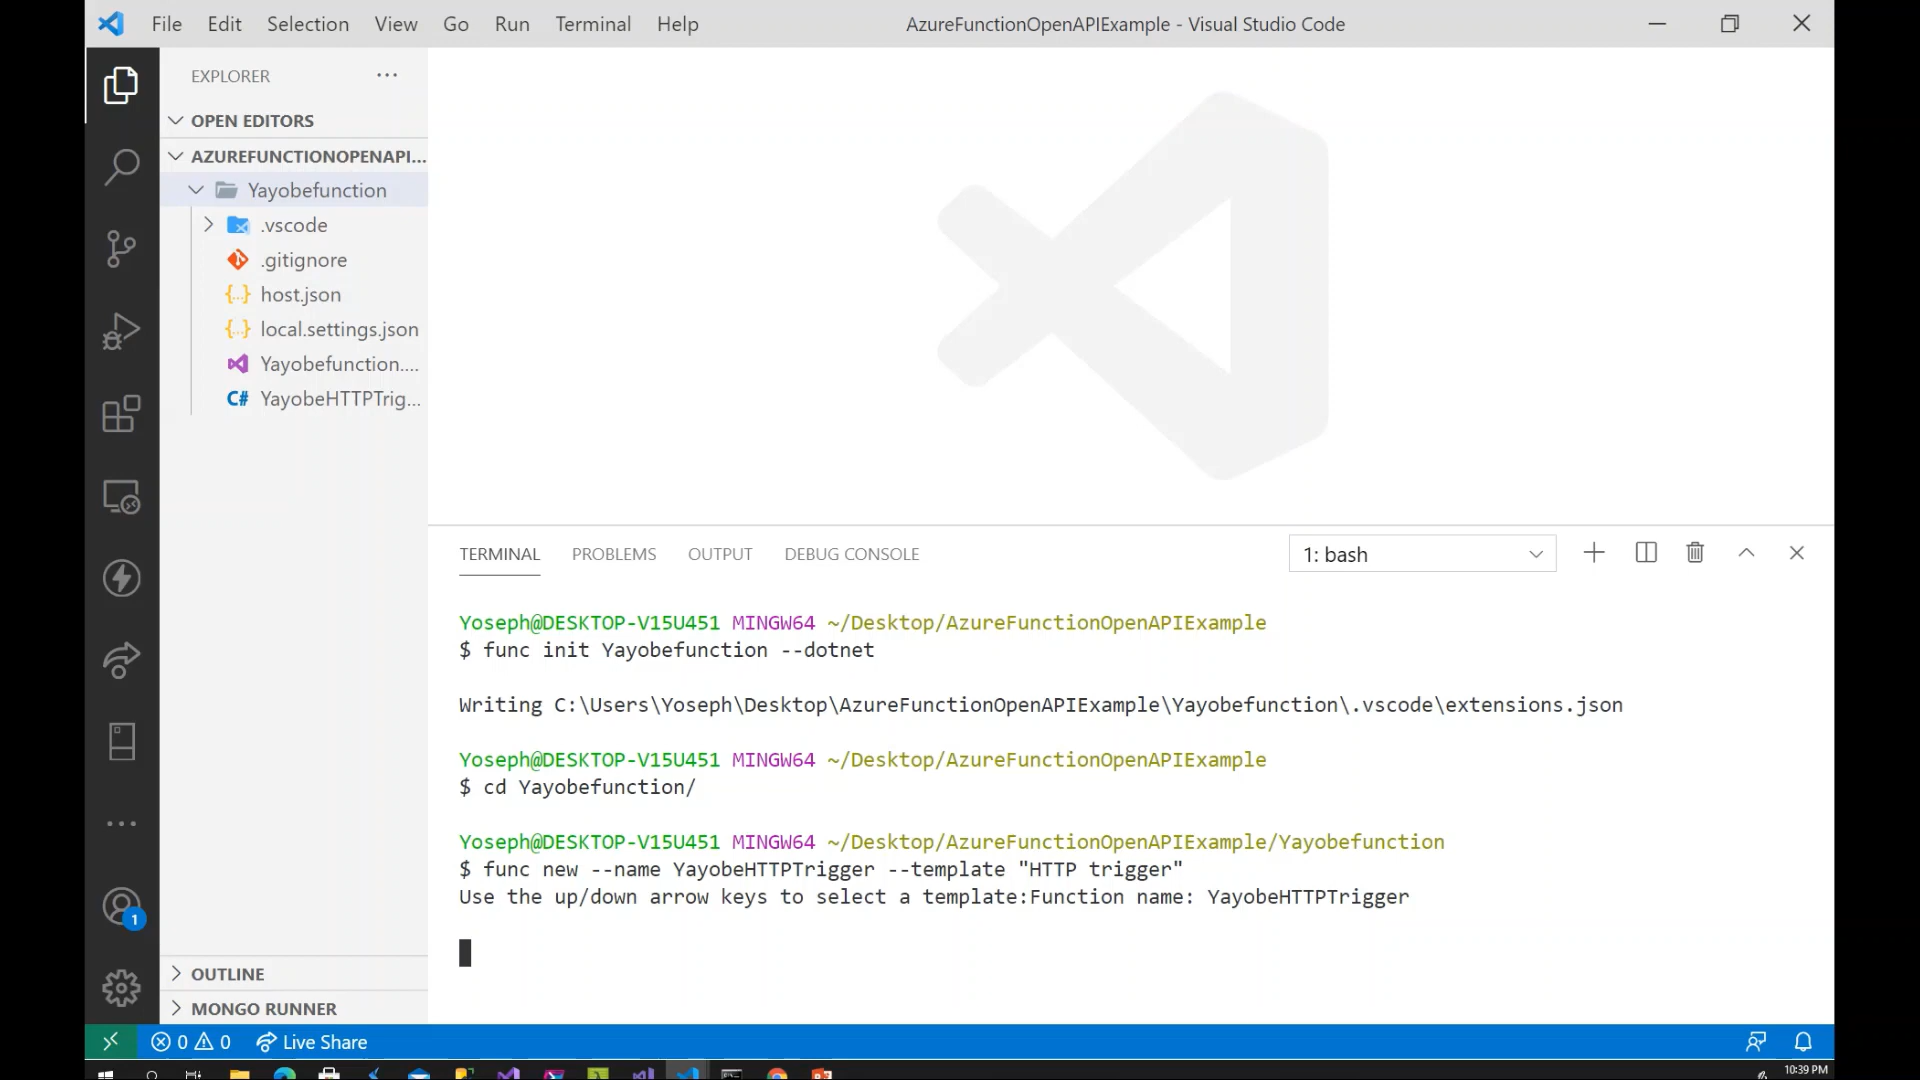 File Edit Selection View Go Run Terminal Help
AzureFunctionOpenAPIExample - Visual Studio Code
EXPLORER
OPEN EDITORS
AZUREFUNCTIONOPENAPI...
Yayobefunction
.vscode
.gitignore
{..} host.json
{..} local.settings.json
Yayobefunction....
C# YayobeHTTPTrig...
OUTLINE
MONGO RUNNER
TERMINAL PROBLEMS OUTPUT DEBUG CONSOLE
1: bash
Yoseph@DESKTOP-V15U451 MINGW64 ~/Desktop/AzureFunctionOpenAPIExample
$ func init Yayobefunction --dotnet
Writing C:\Users\Yoseph\Desktop\AzureFunctionOpenAPIExample\Yayobefunction\.vscode\extensions.json
Yoseph@DESKTOP-V15U451 MINGW64 ~/Desktop/AzureFunctionOpenAPIExample
$ cd Yayobefunction/
Yoseph@DESKTOP-V15U451 MINGW64 ~/Desktop/AzureFunctionOpenAPIExample/Yayobefunction
$ func new --name YayobeHTTPTrigger --template "HTTP trigger"
Use the up/down arrow keys to select a template:Function name: YayobeHTTPTrigger
1
0 0 Live Share
10:39 PM